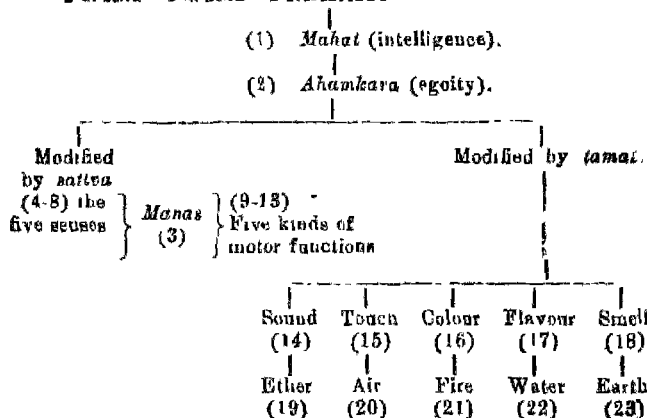 (1) Mahat (intelligence).
(2) Ahamkara (egoity).
Modified
by sattva
(4-8) the
five senses
Manas
(3)
(9-13)
Five kinds of
motor functions
Modified by tamas.
Sound Touch Colour Flavour Smell
(14) (15) (16) (17) (18)
Ether Air Fire Water Earth
(19) (20) (21) (22) (23)